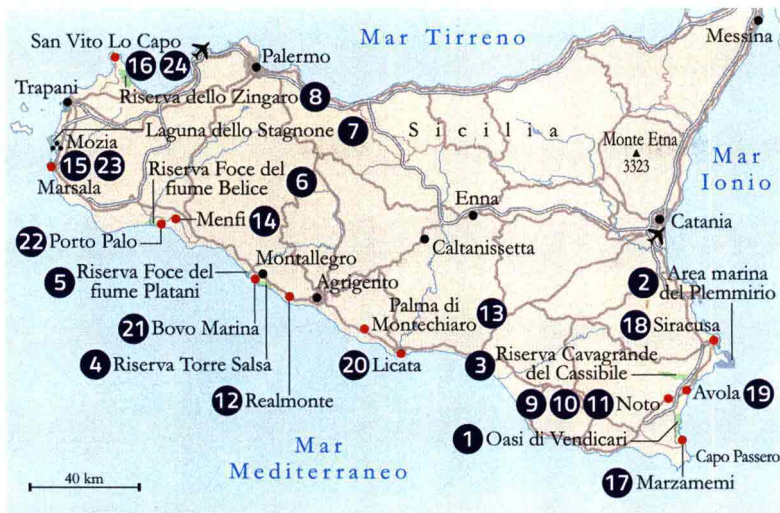 Mar Tirreno
Messina
San Vito Lo Capo
16 24
Palermo
Trapani
Riserva dello Zingaro 8
Laguna dello Stagnone 7
Sicilia
Monte Etna
3323
Mar
Ionio
Mozia
15 23
Marsala
Riserva Foce del
fiume Belice
6
Enna
Catania
Menfi 14
22 Porto Palo
Caltanissetta
Montallegro
5 Riserva Foce del
fiume Platani
Agrigento
2 Area marina
del Plemmirio
Palma di
Montechiaro
13
21 Bovo Marina
18 Siracusa
4 Riserva Torre Salsa
20 Licata
3 Riserva Cavagrande
del Cassibile
12 Realmonte
9 10 11 Noto
Avola 19
1 Oasi di Vendicari
Mar
Mediterraneo
Capo Passero
40 km
17 Marzamemi